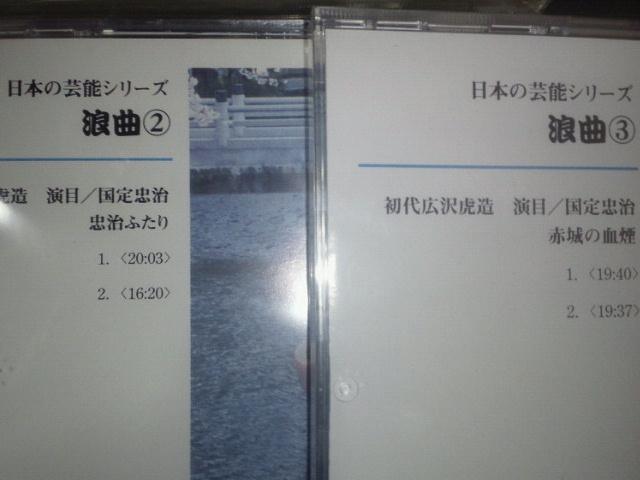 日本の芸能シリーズ
浪曲②
虎造 演目／国定忠治
忠治ふたり
1.〈20:03〉
2.〈16:20〉
日本の芸能シリーズ
浪曲③
初代広沢虎造 演目／国定忠治
赤城の血煙
1.〈19:40〉
2.〈19:37〉